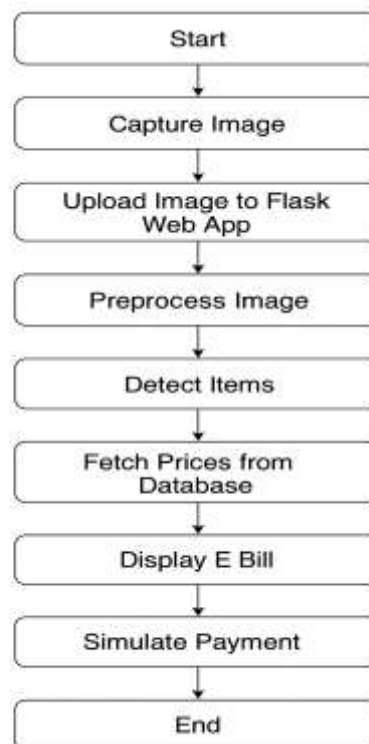 Start
Capture Image
Upload Image to Flask
Web App
Preprocess Image
Detect Items
Fetch Prices from
Database
Display E Bill
Simulate Payment
End